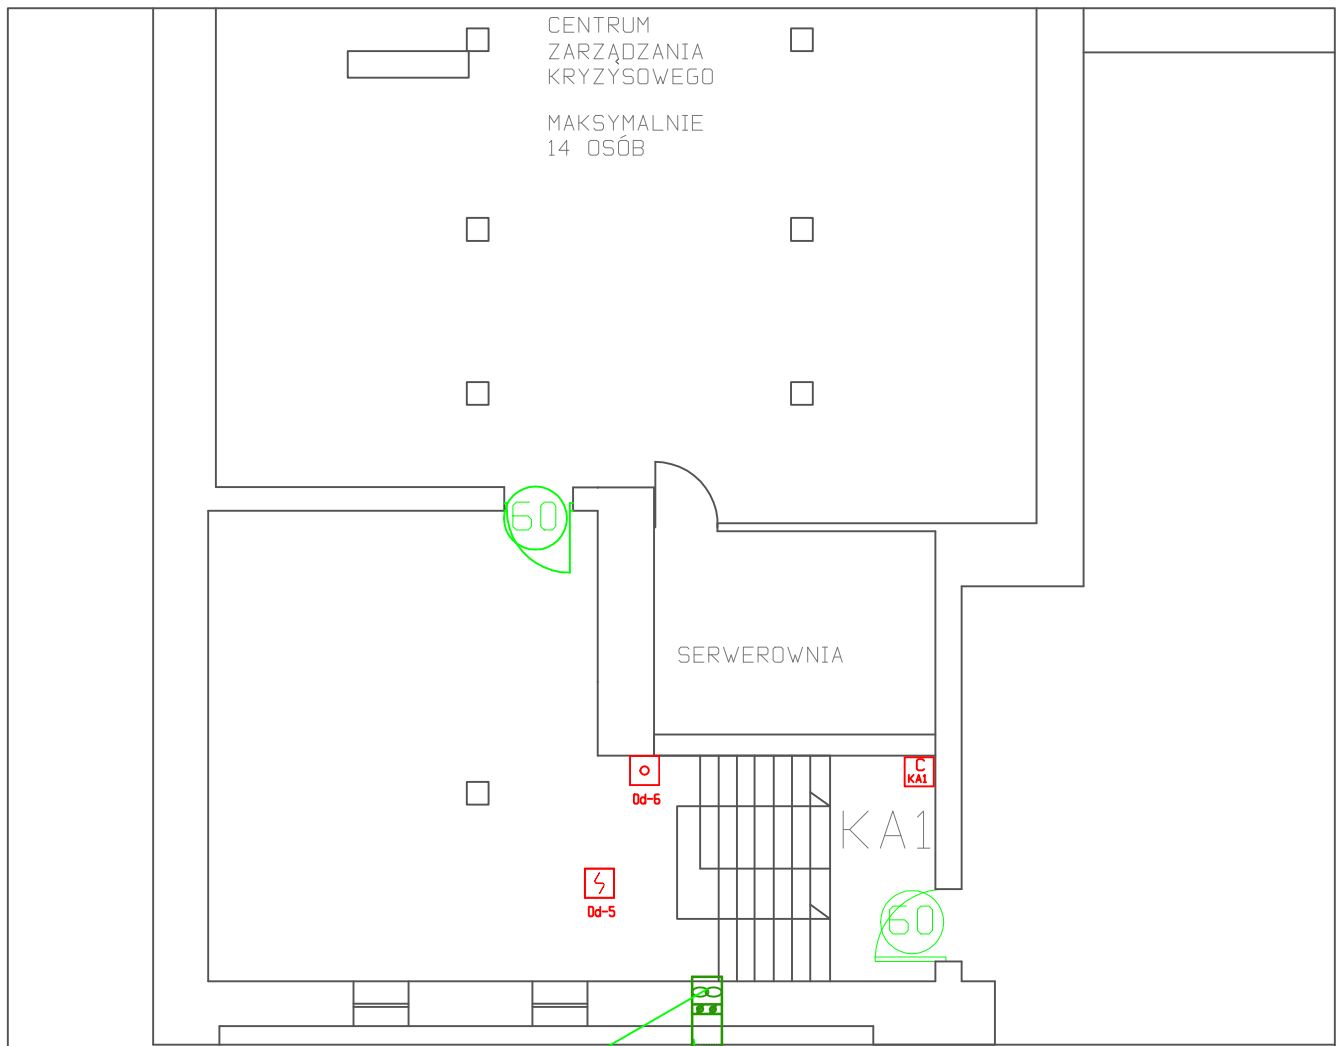 CENTRUM
ZARZĄDZANIA
KRYZYSOWEGO
MAKSYMALNIE
14 OSÓB
60
SERWEROWNIA
C
KA1
Od-6
KA1
Od-5
60